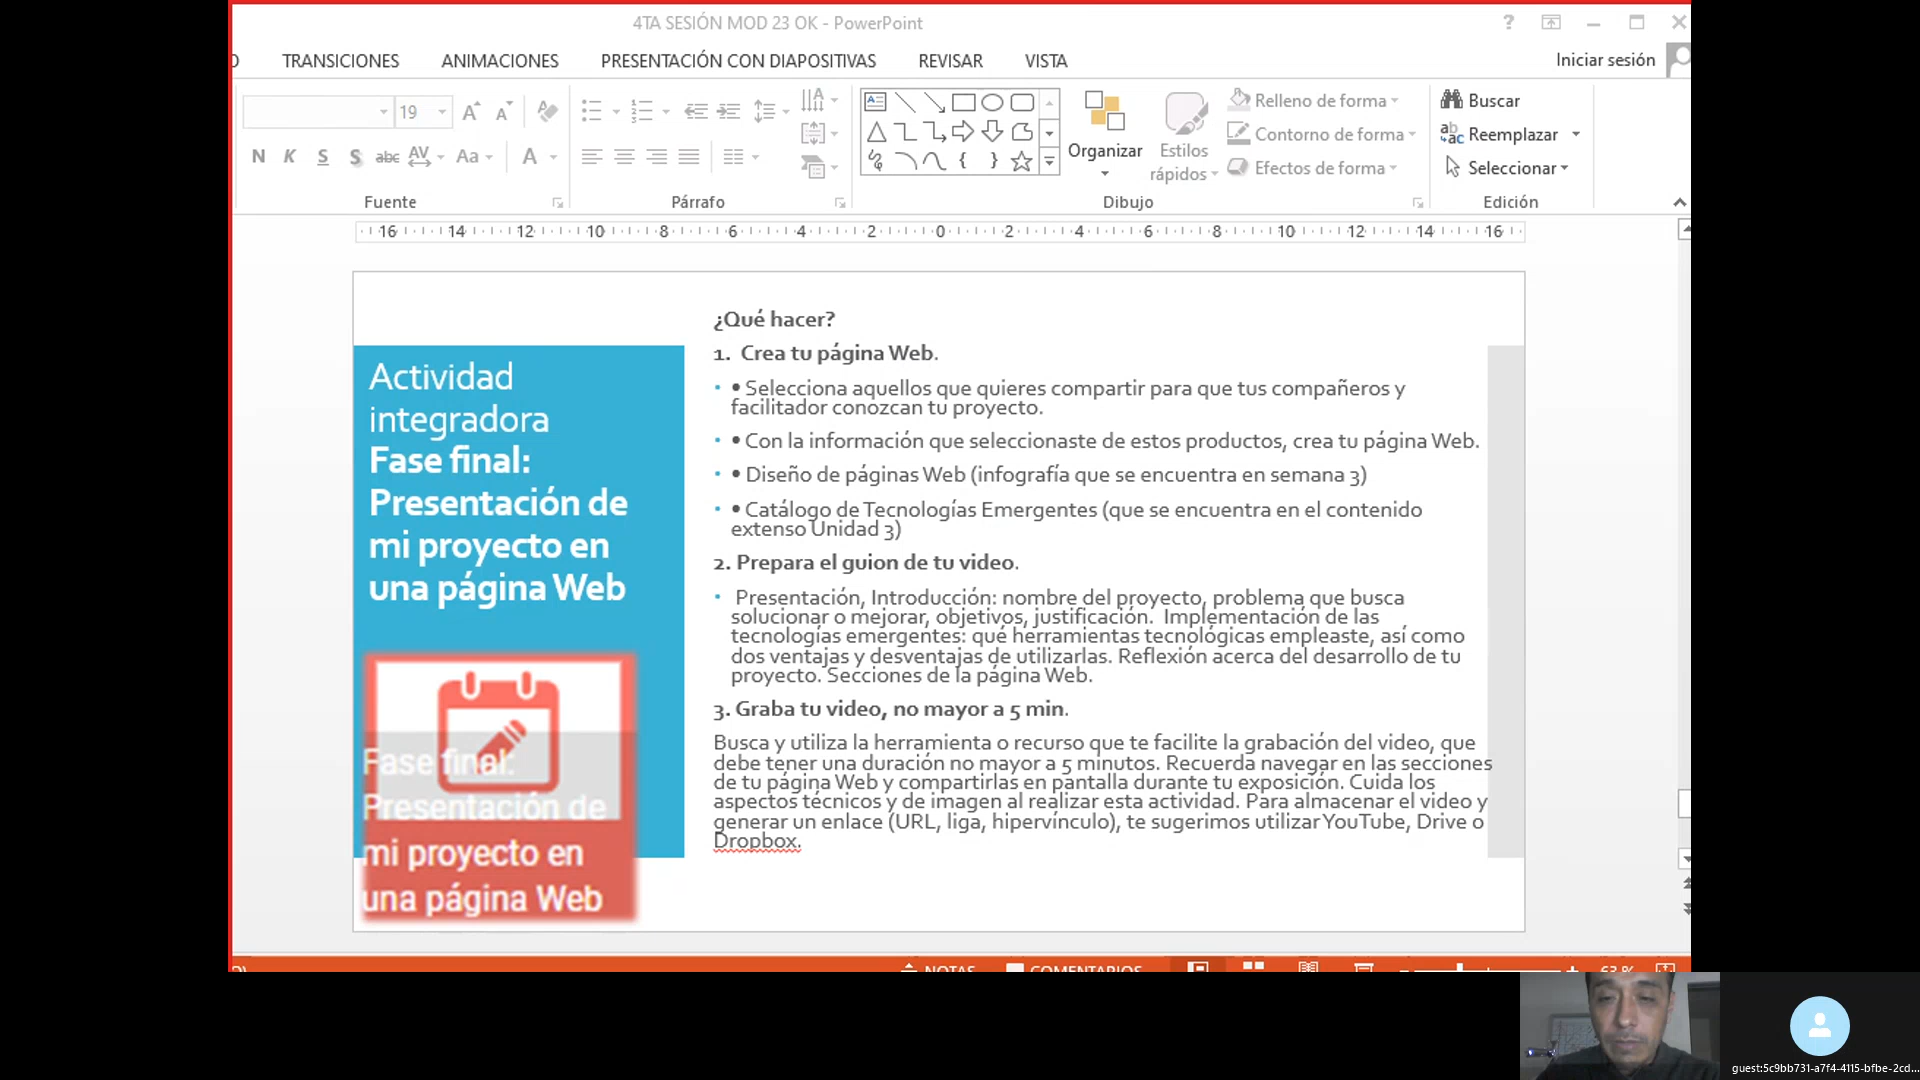 4TA SESIÓN MOD 23 OK - PowerPoint
TRANSICIONES ANIMACIONES PRESENTACIÓN CON DIAPOSITIVAS REVISAR VISTA
Iniciar sesión
19
N K S S abc AV Aa A
Fuente
Párrafo
Organizar
Estilos
rápidos
Relleno de forma
Contorno de forma
Efectos de forma
Dibujo
Buscar
Reemplazar
Seleccionar
Edición
16 14 12 10 8 6 4 2 0 2 4 6 8 10 12 14 16
Actividad
integradora
Fase final:
Presentación de
mi proyecto en
una página Web
Fase final:
Presentación de
mi proyecto en
una página Web
¿Qué hacer?
1. Crea tu página Web.
• • Selecciona aquellos que quieres compartir para que tus compañeros y
facilitador conozcan tu proyecto.
• • Con la información que seleccionaste de estos productos, crea tu página Web.
• • Diseño de páginas Web (infografía que se encuentra en semana 3)
• • Catálogo de Tecnologías Emergentes (que se encuentra en el contenido
extenso Unidad 3)
2. Prepara el guion de tu video.
• Presentación, Introducción: nombre del proyecto, problema que busca
solucionar o mejorar, objetivos, justificación. Implementación de las
tecnologías emergentes: qué herramientas tecnológicas empleaste, así como
dos ventajas y desventajas de utilizarlas. Reflexión acerca del desarrollo de tu
proyecto. Secciones de la página Web.
3. Graba tu video, no mayor a 5 min.
Busca y utiliza la herramienta o recurso que te facilite la grabación del video, que
debe tener una duración no mayor a 5 minutos. Recuerda navegar en las secciones
de tu página Web y compartirlas en pantalla durante tu exposición. Cuida los
aspectos técnicos y de imagen al realizar esta actividad. Para almacenar el video y
generar un enlace (URL, liga, hipervínculo), te sugerimos utilizar YouTube, Drive o
Dropbox.
NOTAS COMENTARIOS 63 %
guest:5c9bb731-a7f4-4115-bfbe-2cd...